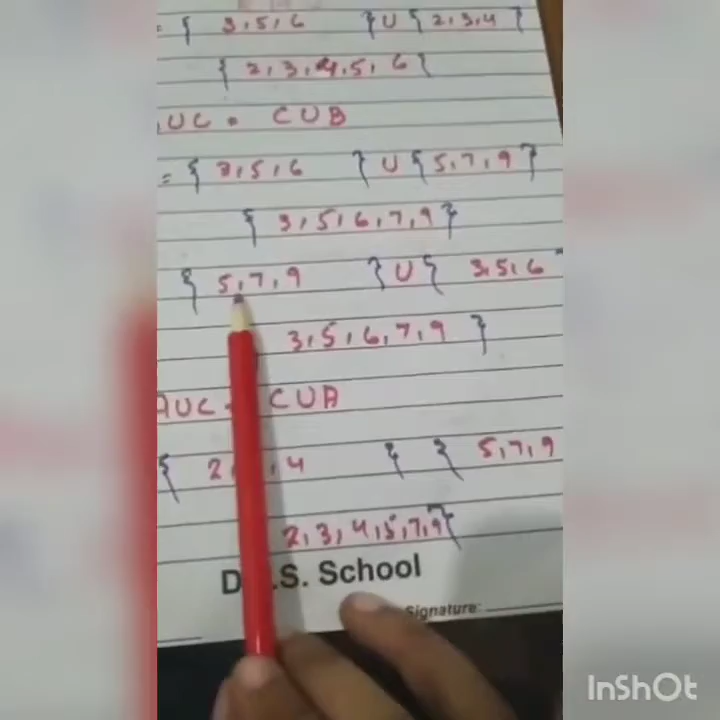 = { 3,5,6 } U { 2,3,4 }
{ 2,3,4,5,6 }
AUC = CUB
= { 3,5,6 } U { 5,7,9 }
{ 3,5,6,7,9 }
{ 5,7,9 } U { 3,5,6
3,5,6,7,9 }
AUC = CUA
{ 2, ,4 } { 5,7,9
2,3,4,5,7,9 }
D .S. School
Signature:
InShOt